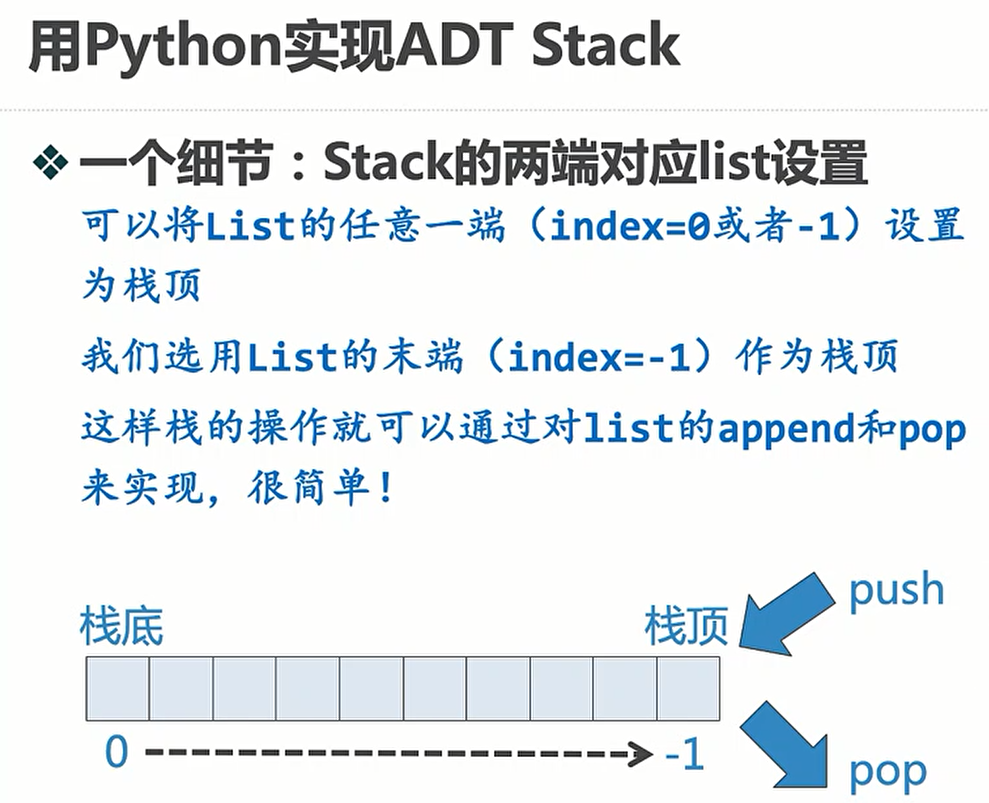 用Python实现ADT Stack
一个细节：Stack的两端对应list设置
可以将List的任意一端（index=0或者-1）设置
为栈顶
我们选用List的末端（index=-1）作为栈顶
这样栈的操作就可以通过对list的append和pop
来实现，很简单！
push
栈底 栈顶
0 -1
pop